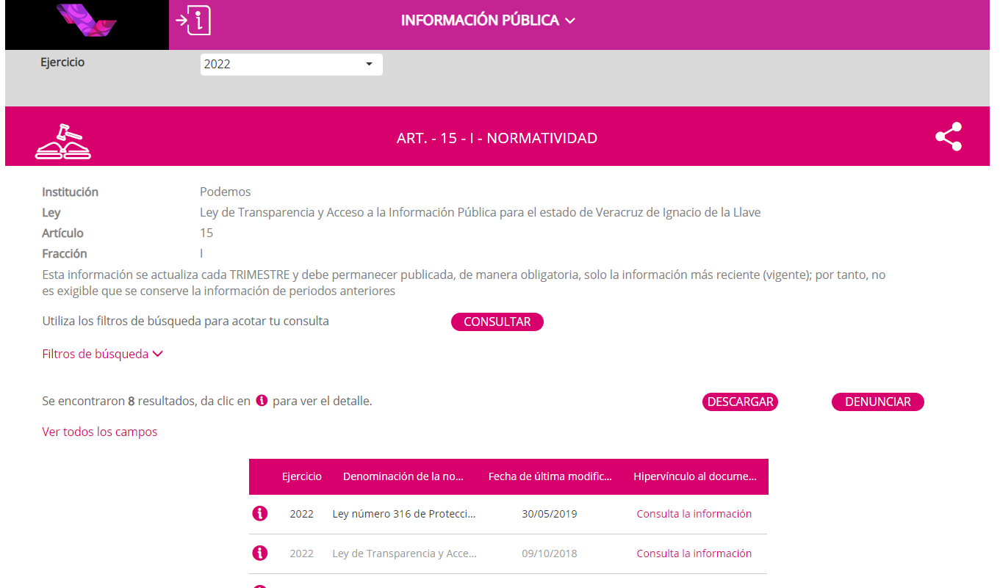 INFORMACIÓN PÚBLICA
Ejercicio 2022
ART. - 15 - I - NORMATIVIDAD
Institución Podemos
Ley Ley de Transparencia y Acceso a la Información Pública para el estado de Veracruz de Ignacio de la Llave
Artículo 15
Fracción I
Esta información se actualiza cada TRIMESTRE y debe permanecer publicada, de manera obligatoria, solo la información más reciente (vigente); por tanto, no
es exigible que se conserve la información de periodos anteriores
Utiliza los filtros de búsqueda para acotar tu consulta CONSULTAR
Filtros de búsqueda
Se encontraron 8 resultados, da clic en i para ver el detalle. DESCARGAR DENUNCIAR
Ver todos los campos
Ejercicio Denominación de la no... Fecha de última modific... Hipervínculo al docume...
2022 Ley número 316 de Protecci... 30/05/2019 Consulta la información
2022 Ley de Transparencia y Acce... 09/10/2018 Consulta la información